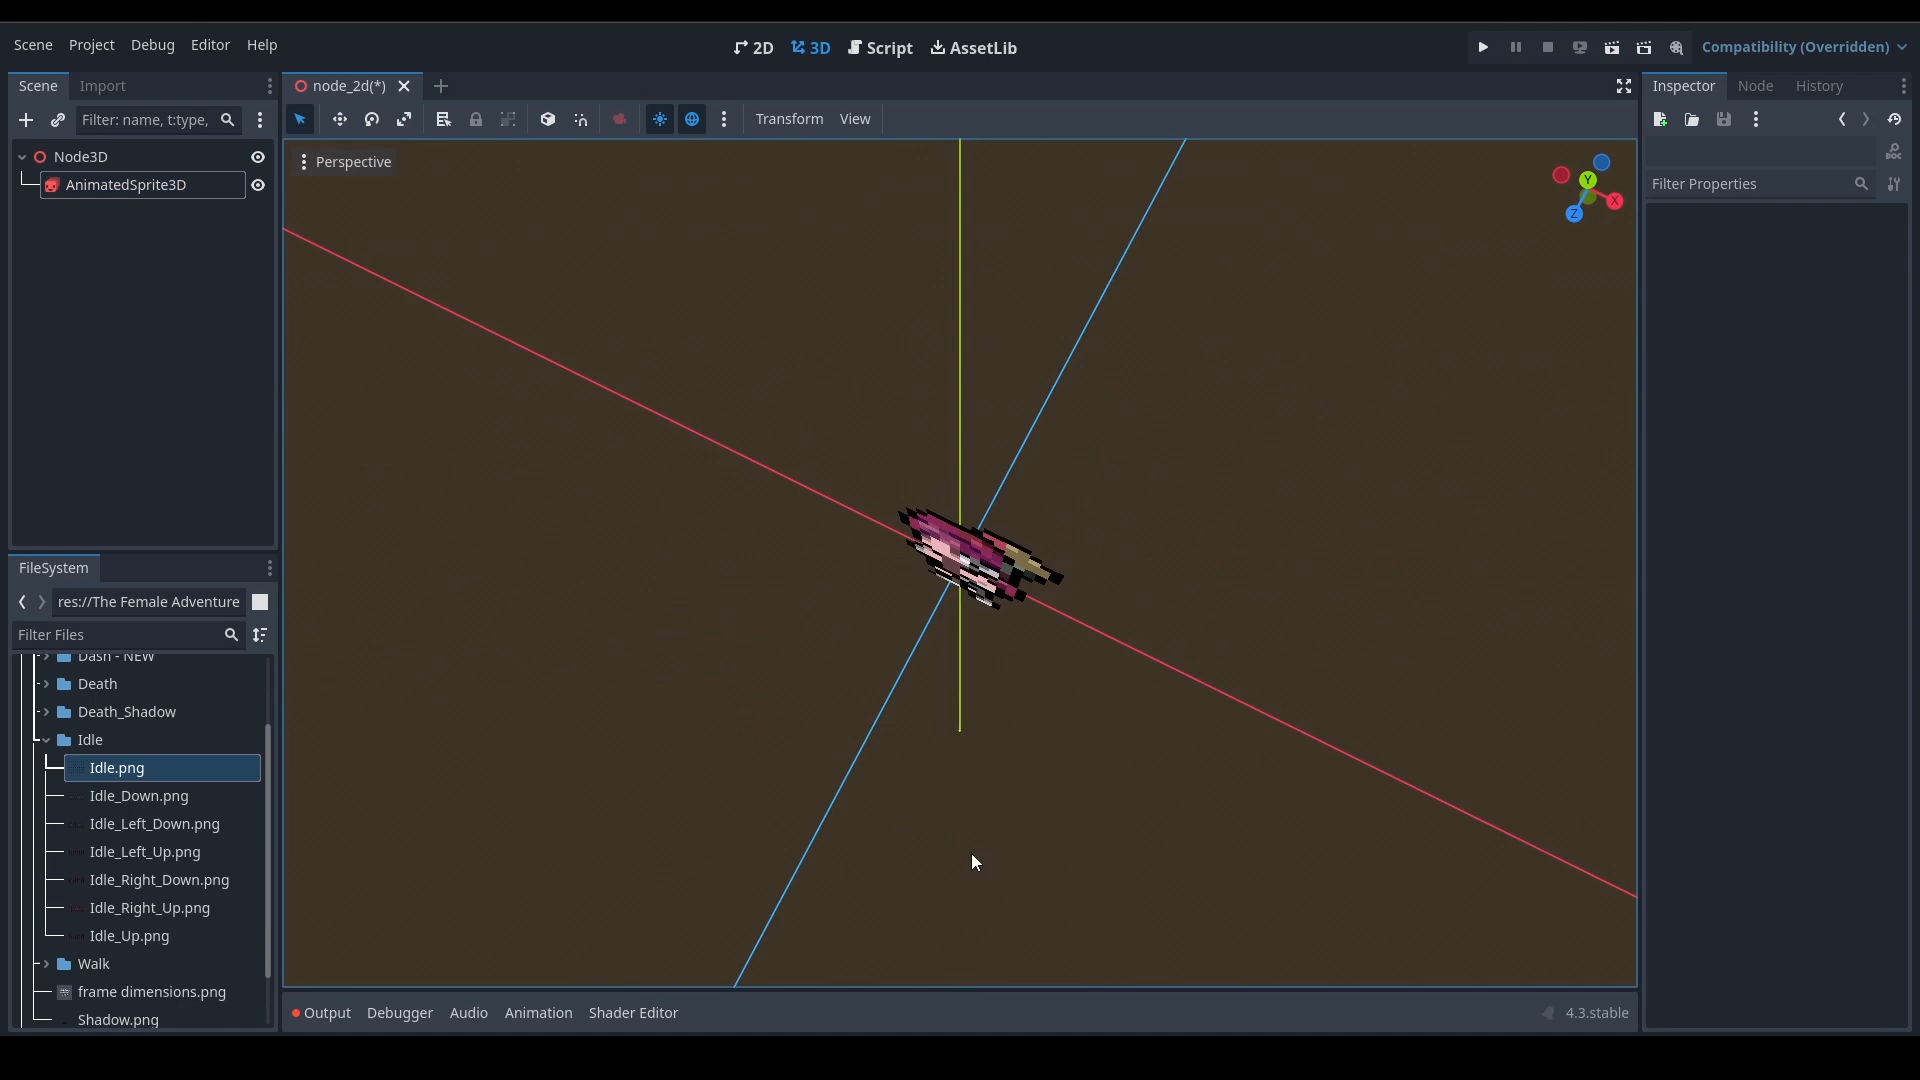 Scene Project Debug Editor Help
2D 3D Script AssetLib
Compatibility (Overridden)
Scene Import
node_2d(*)
Inspector Node History
Filter: name, t:type,
Transform View
Node3D
AnimatedSprite3D
Perspective
Y
X
Z
DOC
Filter Properties
FileSystem
res://The Female Adventure
Filter Files
Dash - NEW
Death
Death_Shadow
Idle
Idle.png
Idle_Down.png
Idle_Left_Down.png
Idle_Left_Up.png
Idle_Right_Down.png
Idle_Right_Up.png
Idle_Up.png
Walk
frame dimensions.png
Shadow.png
Output Debugger Audio Animation Shader Editor
4.3.stable